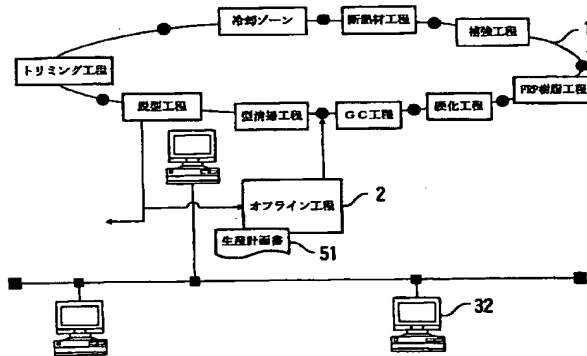 冷却ゾーン
断熱材工程
補強工程
1
トリミング工程
FRP樹脂工程
脱型工程
型清掃工程
GC工程
硬化工程
オフライン工程
2
生産計画書
51
32